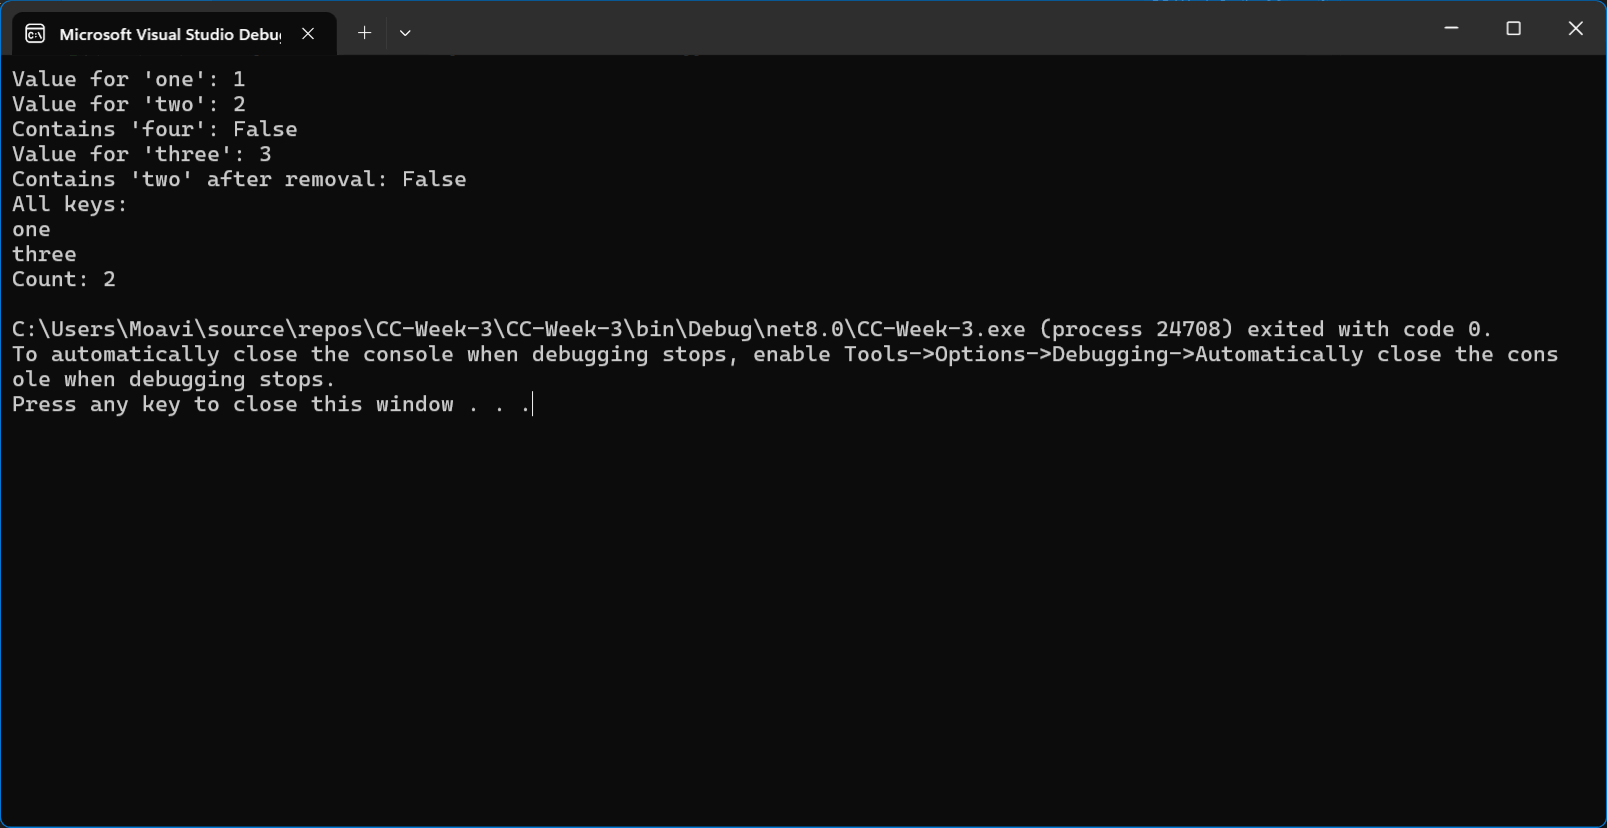 Microsoft Visual Studio Debu
Value for 'one': 1
Value for 'two': 2
Contains 'four': False
Value for 'three': 3
Contains 'two' after removal: False
All keys:
one
three
Count: 2
C:\Users\Moavi\source\repos\CC-Week-3\CC-Week-3\bin\Debug\net8.0\CC-Week-3.exe (process 24708) exited with code 0.
To automatically close the console when debugging stops, enable Tools->Options->Debugging->Automatically close the cons
ole when debugging stops.
Press any key to close this window . . .